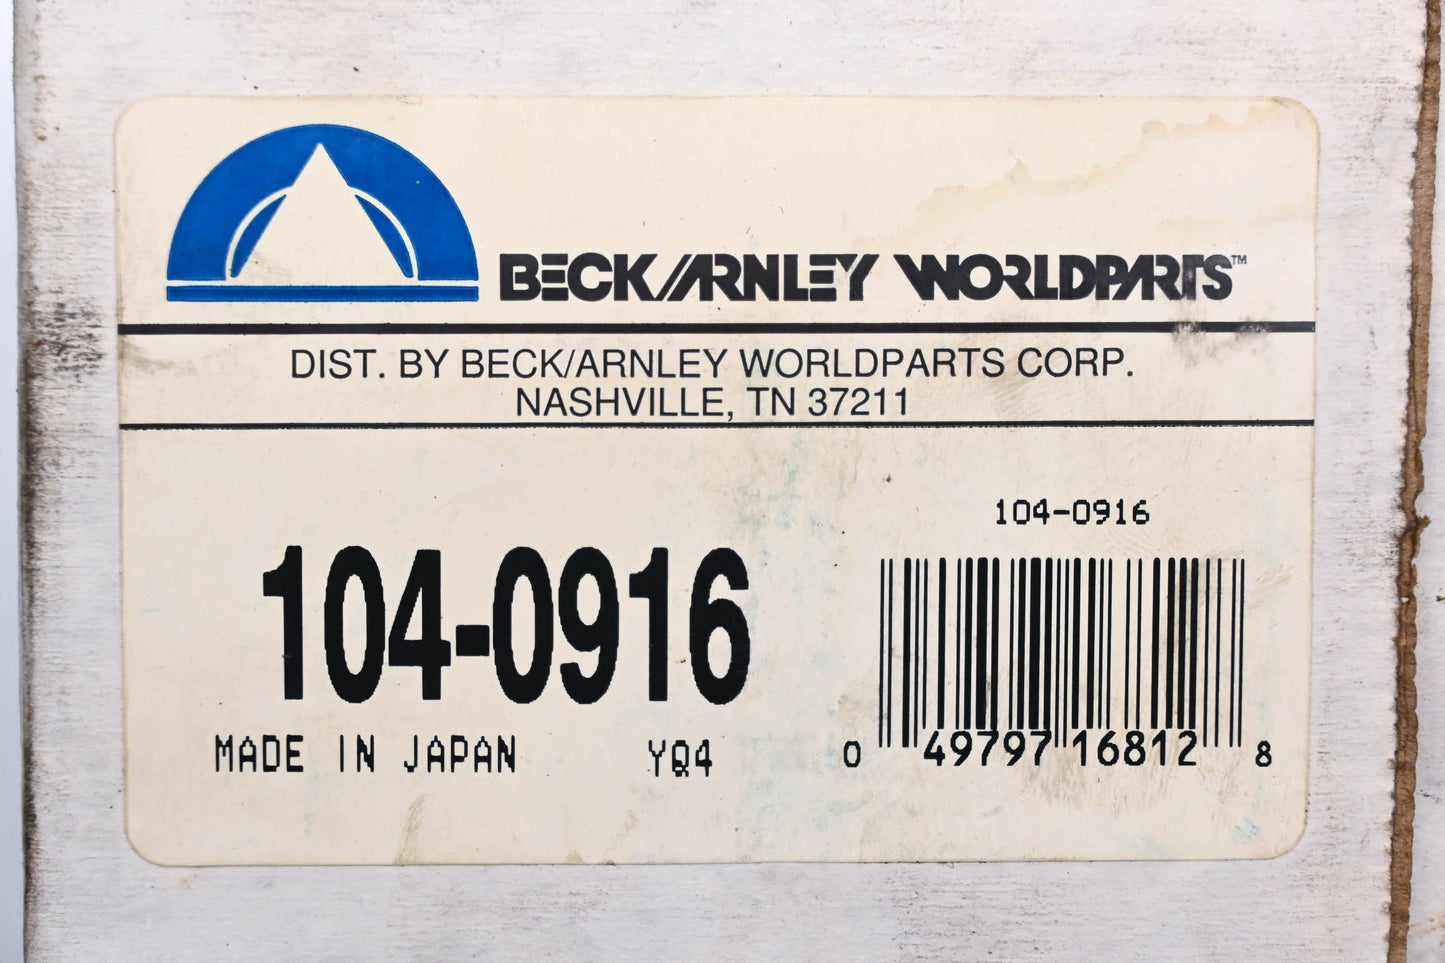 BECK/ARNLEY WORLDPARTS™
DIST. BY BECK/ARNLEY WORLDPARTS CORP.
NASHVILLE, TN 37211
104-0916
104-0916
MADE IN JAPAN YQ4
0 49797 16812 8